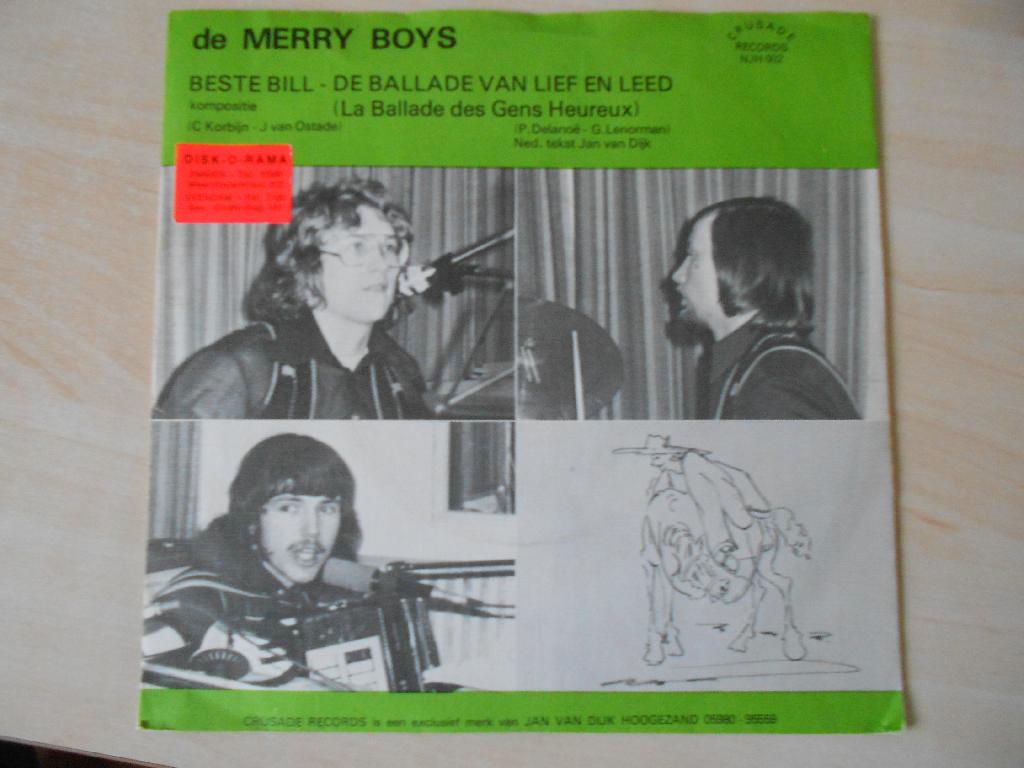 de MERRY BOYS
CRUSADE
RECORDS
NJH 002
BESTE BILL - DE BALLADE VAN LIEF EN LEED
kompositie (La Ballade des Gens Heureux)
(C Korbijn - J van Ostade) (P. Delanoë - G. Lenorman)
Ned. tekst Jan van Dijk
DISK-O-RAMA
CRUSADE RECORDS is een exclusief merk van JAN VAN DIJK HOOGEZAND 05980 - 95559